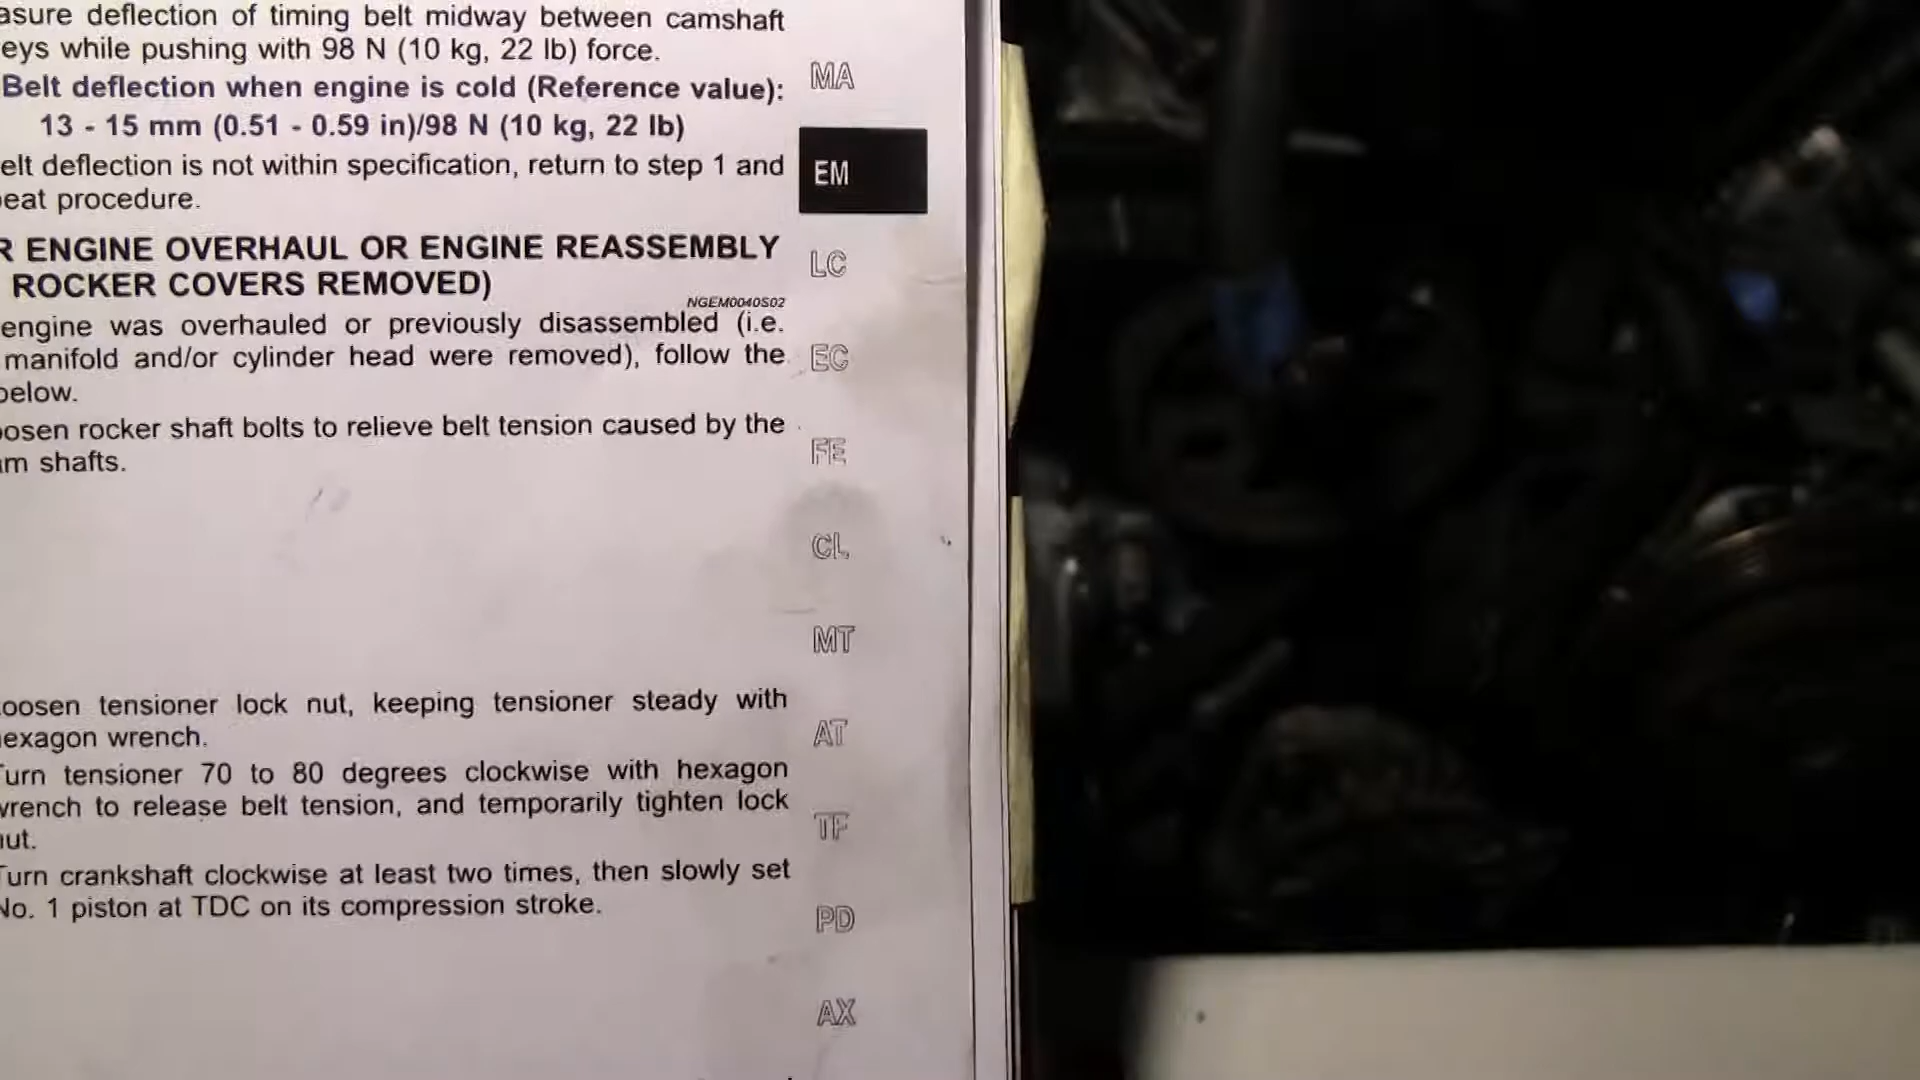 asure deflection of timing belt midway between camshaft
eys while pushing with 98 N (10 kg, 22 lb) force.
Belt deflection when engine is cold (Reference value):
13 - 15 mm (0.51 - 0.59 in)/98 N (10 kg, 22 lb)
elt deflection is not within specification, return to step 1 and
eat procedure.
R ENGINE OVERHAUL OR ENGINE REASSEMBLY
ROCKER COVERS REMOVED)
NGEM0040S02
engine was overhauled or previously disassembled (i.e.
manifold and/or cylinder head were removed), follow the
below.
oosen rocker shaft bolts to relieve belt tension caused by the
am shafts.
oosen tensioner lock nut, keeping tensioner steady with
hexagon wrench.
Turn tensioner 70 to 80 degrees clockwise with hexagon
wrench to release belt tension, and temporarily tighten lock
nut.
Turn crankshaft clockwise at least two times, then slowly set
No. 1 piston at TDC on its compression stroke.
MA
EM
LC
EC
FE
CL
MT
AT
TF
PD
AX